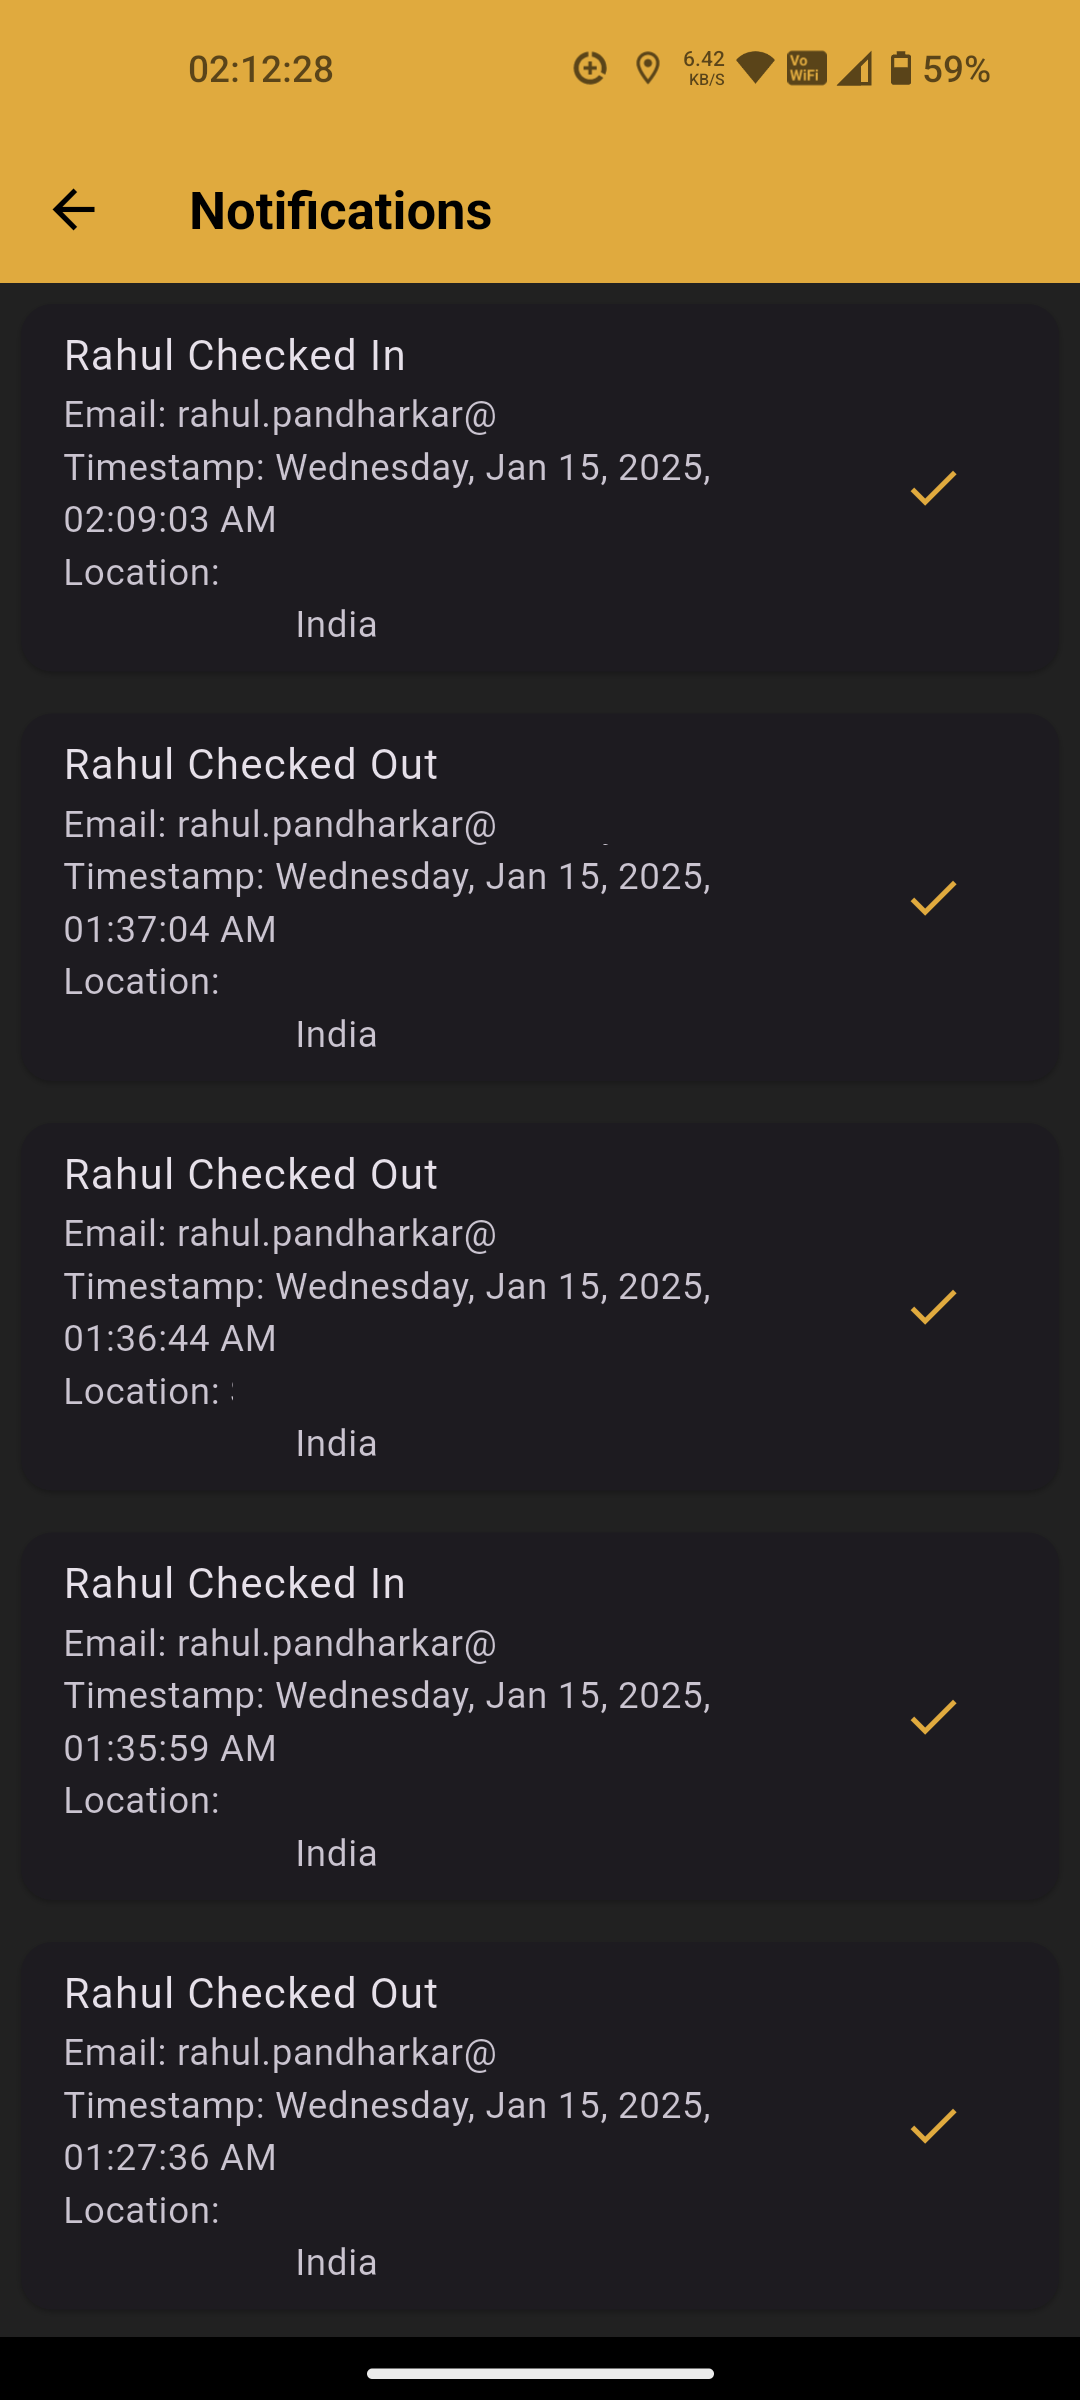 02:12:28 6.42 KB/S Vo WiFi 59%
Notifications
Rahul Checked In
Email: rahul.pandharkar@
Timestamp: Wednesday, Jan 15, 2025,
02:09:03 AM
Location:
India
Rahul Checked Out
Email: rahul.pandharkar@
Timestamp: Wednesday, Jan 15, 2025,
01:37:04 AM
Location:
India
Rahul Checked Out
Email: rahul.pandharkar@
Timestamp: Wednesday, Jan 15, 2025,
01:36:44 AM
Location:
India
Rahul Checked In
Email: rahul.pandharkar@
Timestamp: Wednesday, Jan 15, 2025,
01:35:59 AM
Location:
India
Rahul Checked Out
Email: rahul.pandharkar@
Timestamp: Wednesday, Jan 15, 2025,
01:27:36 AM
Location:
India